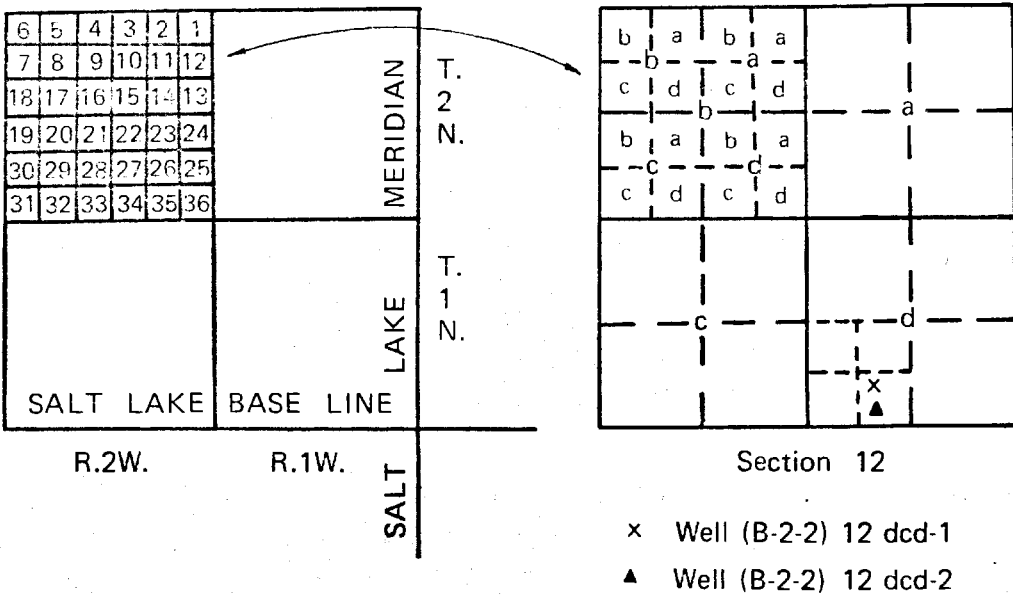 6 5 4 3 2 1
7 8 9 10 11 12
18 17 16 15 14 13
19 20 21 22 23 24
30 29 28 27 26 25
31 32 33 34 35 36
MERIDIAN
T.
2
N.
LAKE
T.
1
N.
SALT LAKE BASE LINE
R.2W. R.1W.
SALT
b a b a
b a
c d c d
b a
b a b a
c d
c d c d
c d
Section 12
× Well (B-2-2) 12 dcd-1
▲ Well (B-2-2) 12 dcd-2